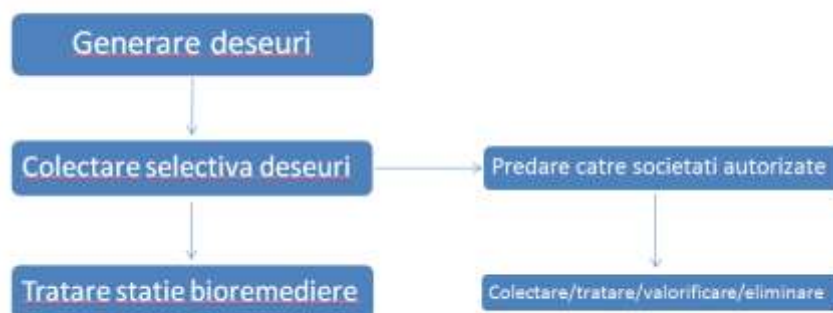 Generare deseuri
Colectare selectiva deseuri
Predare catre societati autorizate
Tratare statie bioremediere
Colectare/tratare/valorificare/eliminare